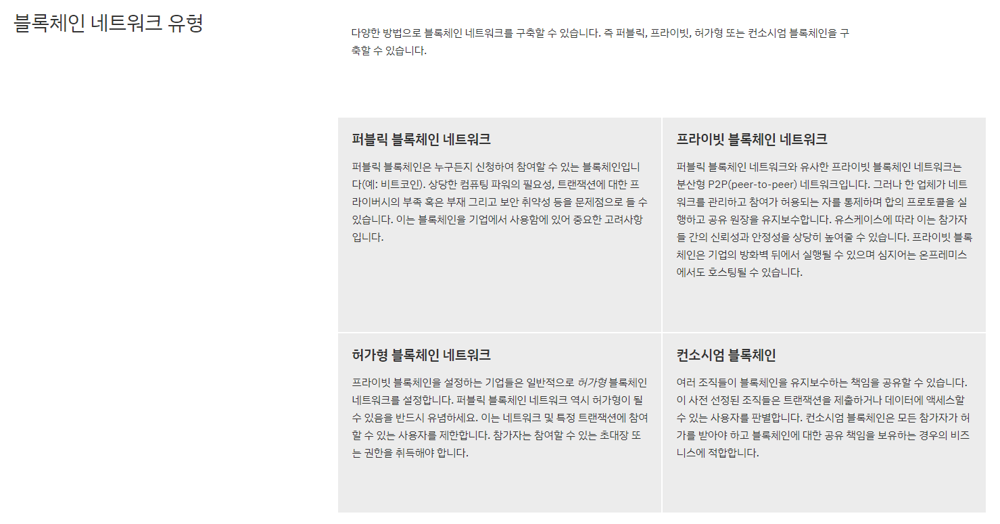 블록체인 네트워크 유형
다양한 방법으로 블록체인 네트워크를 구축할 수 있습니다. 즉 퍼블릭, 프라이빗, 허가형 또는 컨소시엄 블록체인을 구
축할 수 있습니다.
퍼블릭 블록체인 네트워크
퍼블릭 블록체인은 누구든지 신청하여 참여할 수 있는 블록체인입니
다(예: 비트코인). 상당한 컴퓨팅 파워의 필요성, 트랜잭션에 대한 프
라이버시의 부족 혹은 부재 그리고 보안 취약성 등을 문제점으로 들 수
있습니다. 이는 블록체인을 기업에서 사용함에 있어 중요한 고려사항
입니다.
프라이빗 블록체인 네트워크
퍼블릭 블록체인 네트워크와 유사한 프라이빗 블록체인 네트워크는
분산형 P2P(peer-to-peer) 네트워크입니다. 그러나 한 업체가 네트
워크를 관리하고 참여가 허용되는 자를 통제하며 합의 프로토콜을 실
행하고 공유 원장을 유지보수합니다. 유스케이스에 따라 이는 참가자
들 간의 신뢰성과 안정성을 상당히 높여줄 수 있습니다. 프라이빗 블록
체인은 기업의 방화벽 뒤에서 실행될 수 있으며 심지어는 온프레미스
에서도 호스팅될 수 있습니다.
허가형 블록체인 네트워크
프라이빗 블록체인을 설정하는 기업들은 일반적으로 허가형 블록체인
네트워크를 설정합니다. 퍼블릭 블록체인 네트워크 역시 허가형이 될
수 있음을 반드시 유념하세요. 이는 네트워크 및 특정 트랜잭션에 참여
할 수 있는 사용자를 제한합니다. 참가자는 참여할 수 있는 초대장 또
는 권한을 취득해야 합니다.
컨소시엄 블록체인
여러 조직들이 블록체인을 유지보수하는 책임을 공유할 수 있습니다.
이 사전 선정된 조직들은 트랜잭션을 제출하거나 데이터에 액세스할
수 있는 사용자를 판별합니다. 컨소시엄 블록체인은 모든 참가자가 허
가를 받아야 하고 블록체인에 대한 공유 책임을 보유하는 경우의 비즈
니스에 적합합니다.